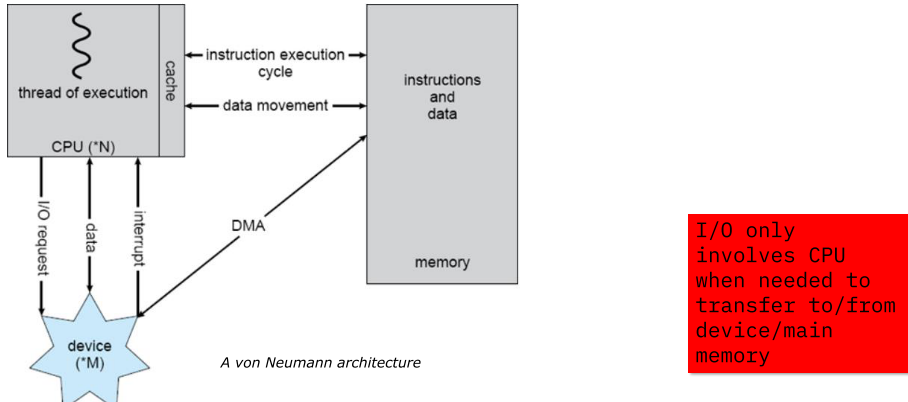 thread of execution
cache
CPU (*N)
instruction execution
cycle
data movement
instructions
and
data
memory
I/O request
data
interrupt
DMA
device
(*M)
A von Neumann architecture
I/O only
involves CPU
when needed to
transfer to/from
device/main
memory